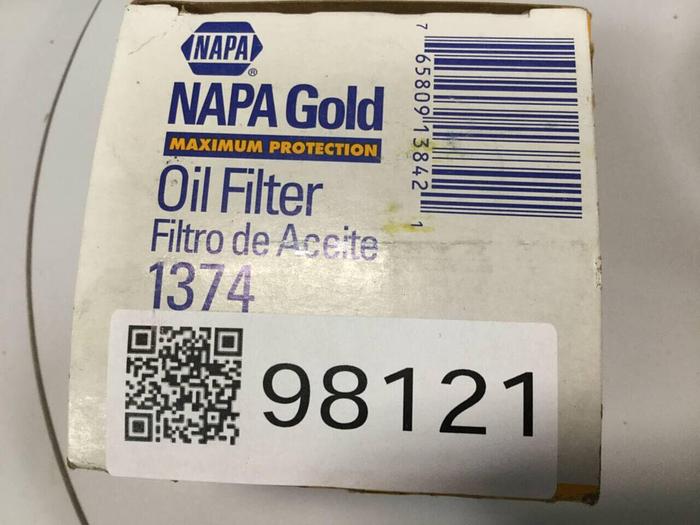 NAPA
®
NAPA Gold
MAXIMUM PROTECTION
Oil Filter
Filtro de Aceite
1374
7 65809 13842 1
98121